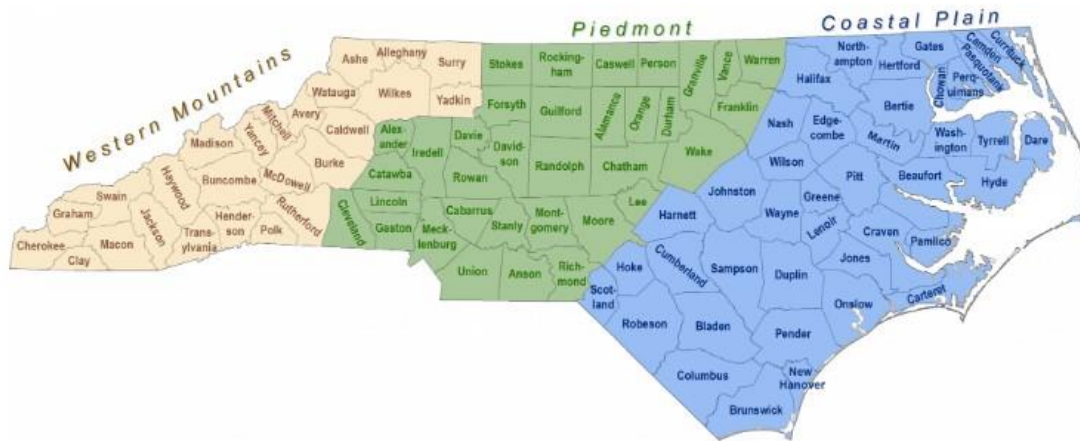 Western Mountains
Piedmont
Coastal Plain
Ashe
Alleghany
Surry
Watauga
Wilkes
Yadkin
Avery
Mitchell
Caldwell
Yancey
Madison
Burke
McDowell
Buncombe
Haywood
Swain
Rutherford
Graham
Jackson
Hender-
son
Polk
Tran-
sylvania
Cherokee
Macon
Clay
Stokes
Rocking-
ham
Caswell
Person
Granville
Vance
Warren
Forsyth
Guilford
Alamance
Orange
Durham
Franklin
Alex-
ander
Iredell
Davie
David-
son
Randolph
Chatham
Wake
Catawba
Rowan
Lincoln
Cleveland
Gaston
Meck-
lenburg
Cabarrus
Stanly
Mont-
gomery
Moore
Lee
Union
Anson
Rich-
mond
North-
ampton
Gates
Hertford
Halifax
Chowan
Currituck
Camden
Pasquotank
Per-
quimans
Bertie
Nash
Edge-
combe
Martin
Wash-
ington
Tyrrell
Dare
Wilson
Pitt
Beaufort
Hyde
Johnston
Greene
Wayne
Lenoir
Craven
Pamlico
Harnett
Jones
Carteret
Hoke
Cumberland
Sampson
Duplin
Onslow
Scot-
land
Robeson
Bladen
Pender
Columbus
New
Hanover
Brunswick